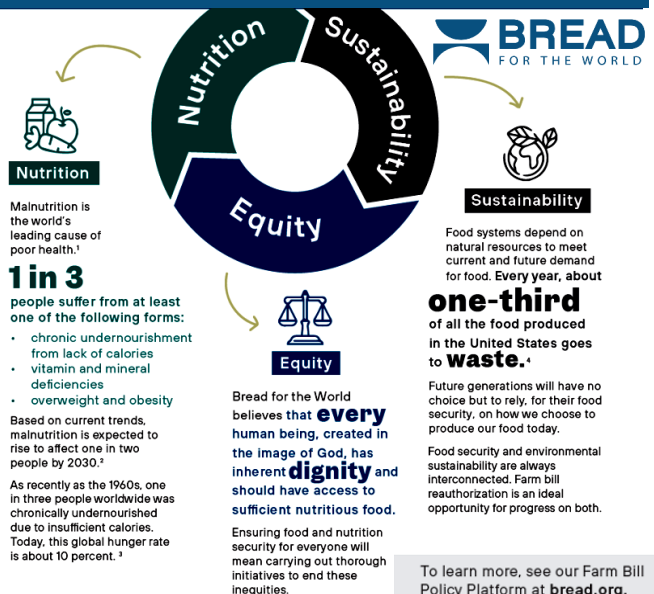 Nutrition
Sustainability
Equity
BREAD
FOR THE WORLD
Nutrition
Malnutrition is
the world's
leading cause of
poor health.¹
1 in 3
people suffer from at least
one of the following forms:
• chronic undernourishment
from lack of calories
• vitamin and mineral
deficiencies
• overweight and obesity
Based on current trends,
malnutrition is expected to
rise to affect one in two
people by 2030.²
As recently as the 1960s, one
in three people worldwide was
chronically undernourished
due to insufficient calories.
Today, this global hunger rate
is about 10 percent. ³
Equity
Bread for the World
believes that every
human being, created in
the image of God, has
inherent dignity and
should have access to
sufficient nutritious food.
Ensuring food and nutrition
security for everyone will
mean carrying out thorough
initiatives to end these
inequities.
Sustainability
Food systems depend on
natural resources to meet
current and future demand
for food. Every year, about
one-third
of all the food produced
in the United States goes
to waste.⁴
Future generations will have no
choice but to rely, for their food
security, on how we choose to
produce our food today.
Food security and environmental
sustainability are always
interconnected. Farm bill
reauthorization is an ideal
opportunity for progress on both.
To learn more, see our Farm Bill
Policy Platform at bread.org.